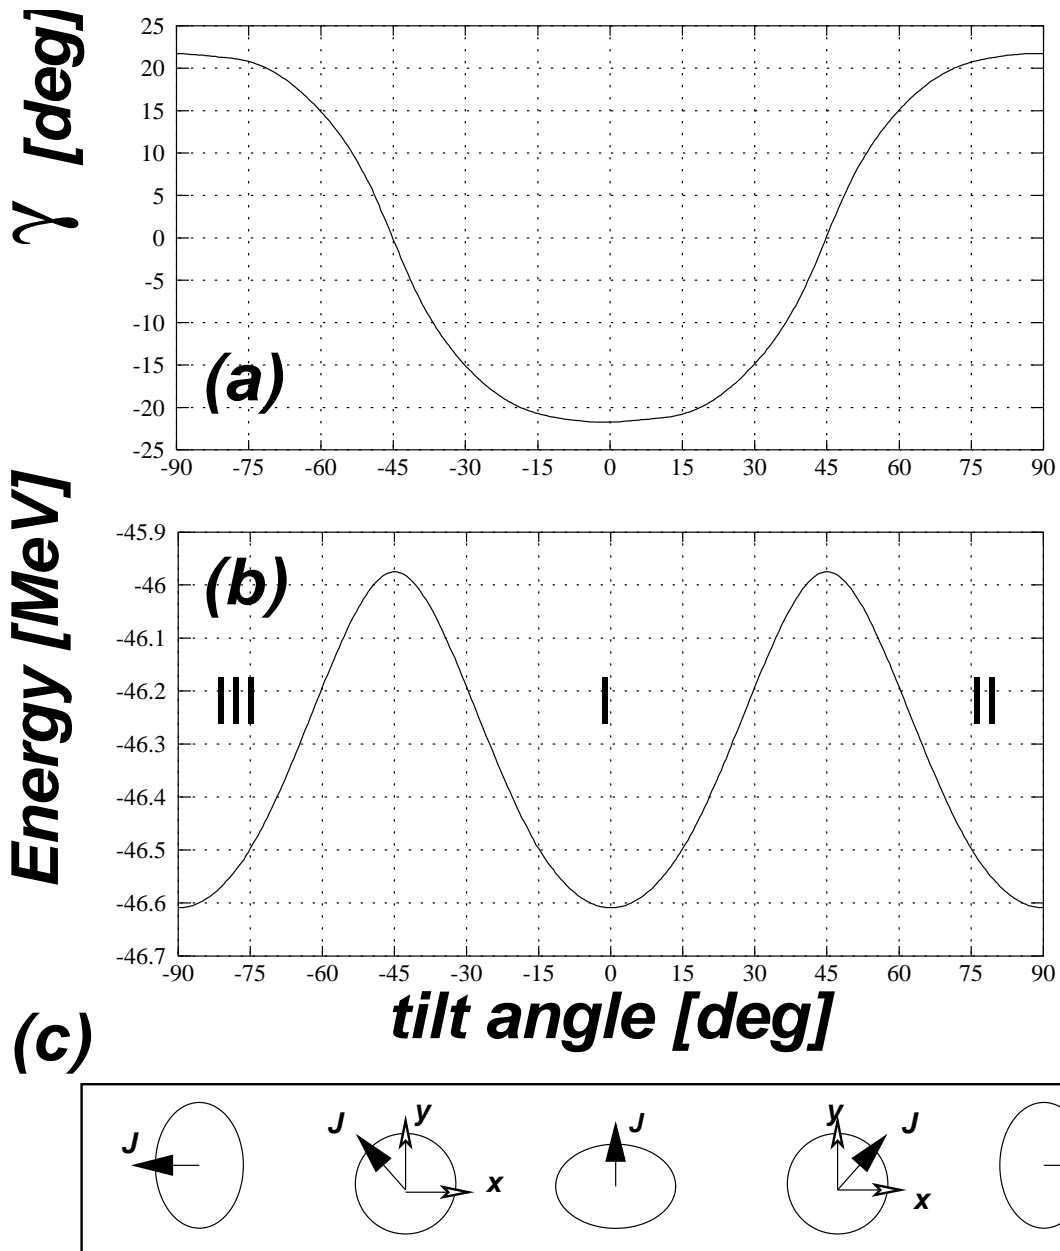 γ [deg]
25
20
15
10
5
0
-5
-10
-15
-20
-25
(a)
-90 -75 -60 -45 -30 -15 0 15 30 45 60 75 90
Energy [MeV]
-45.9
-46
-46.1
-46.2
-46.3
-46.4
-46.5
-46.6
-46.7
(b)
III I II
-90 -75 -60 -45 -30 -15 0 15 30 45 60 75 90
tilt angle [deg]
(c)
J J y x J y J x